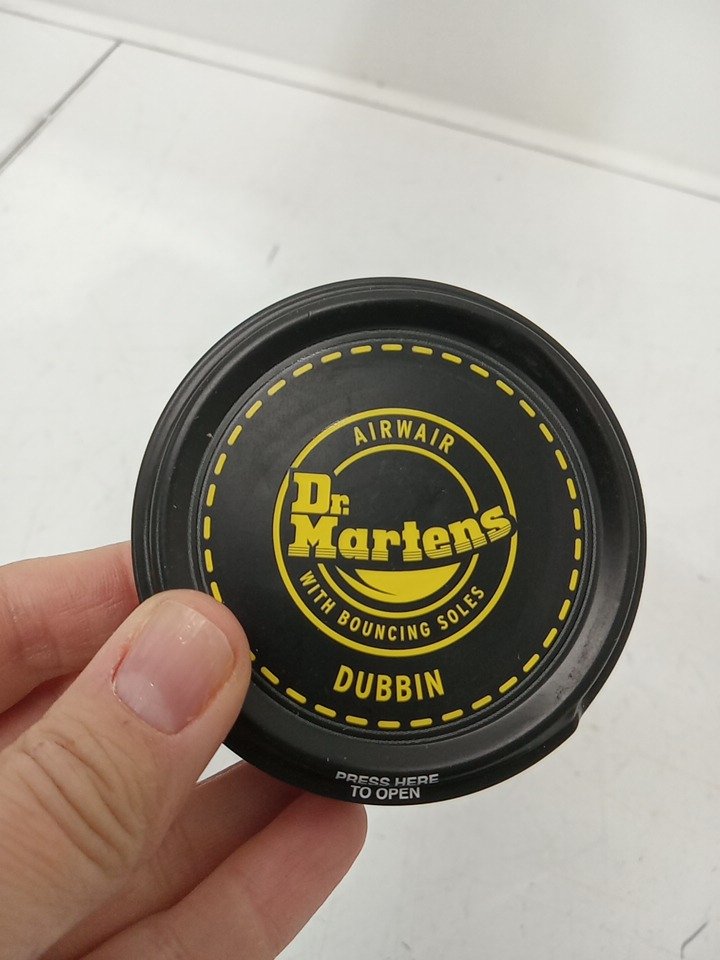 AIRWAIR
Dr.
Martens
WITH BOUNCING SOLES
DUBBIN
PRESS HERE
TO OPEN